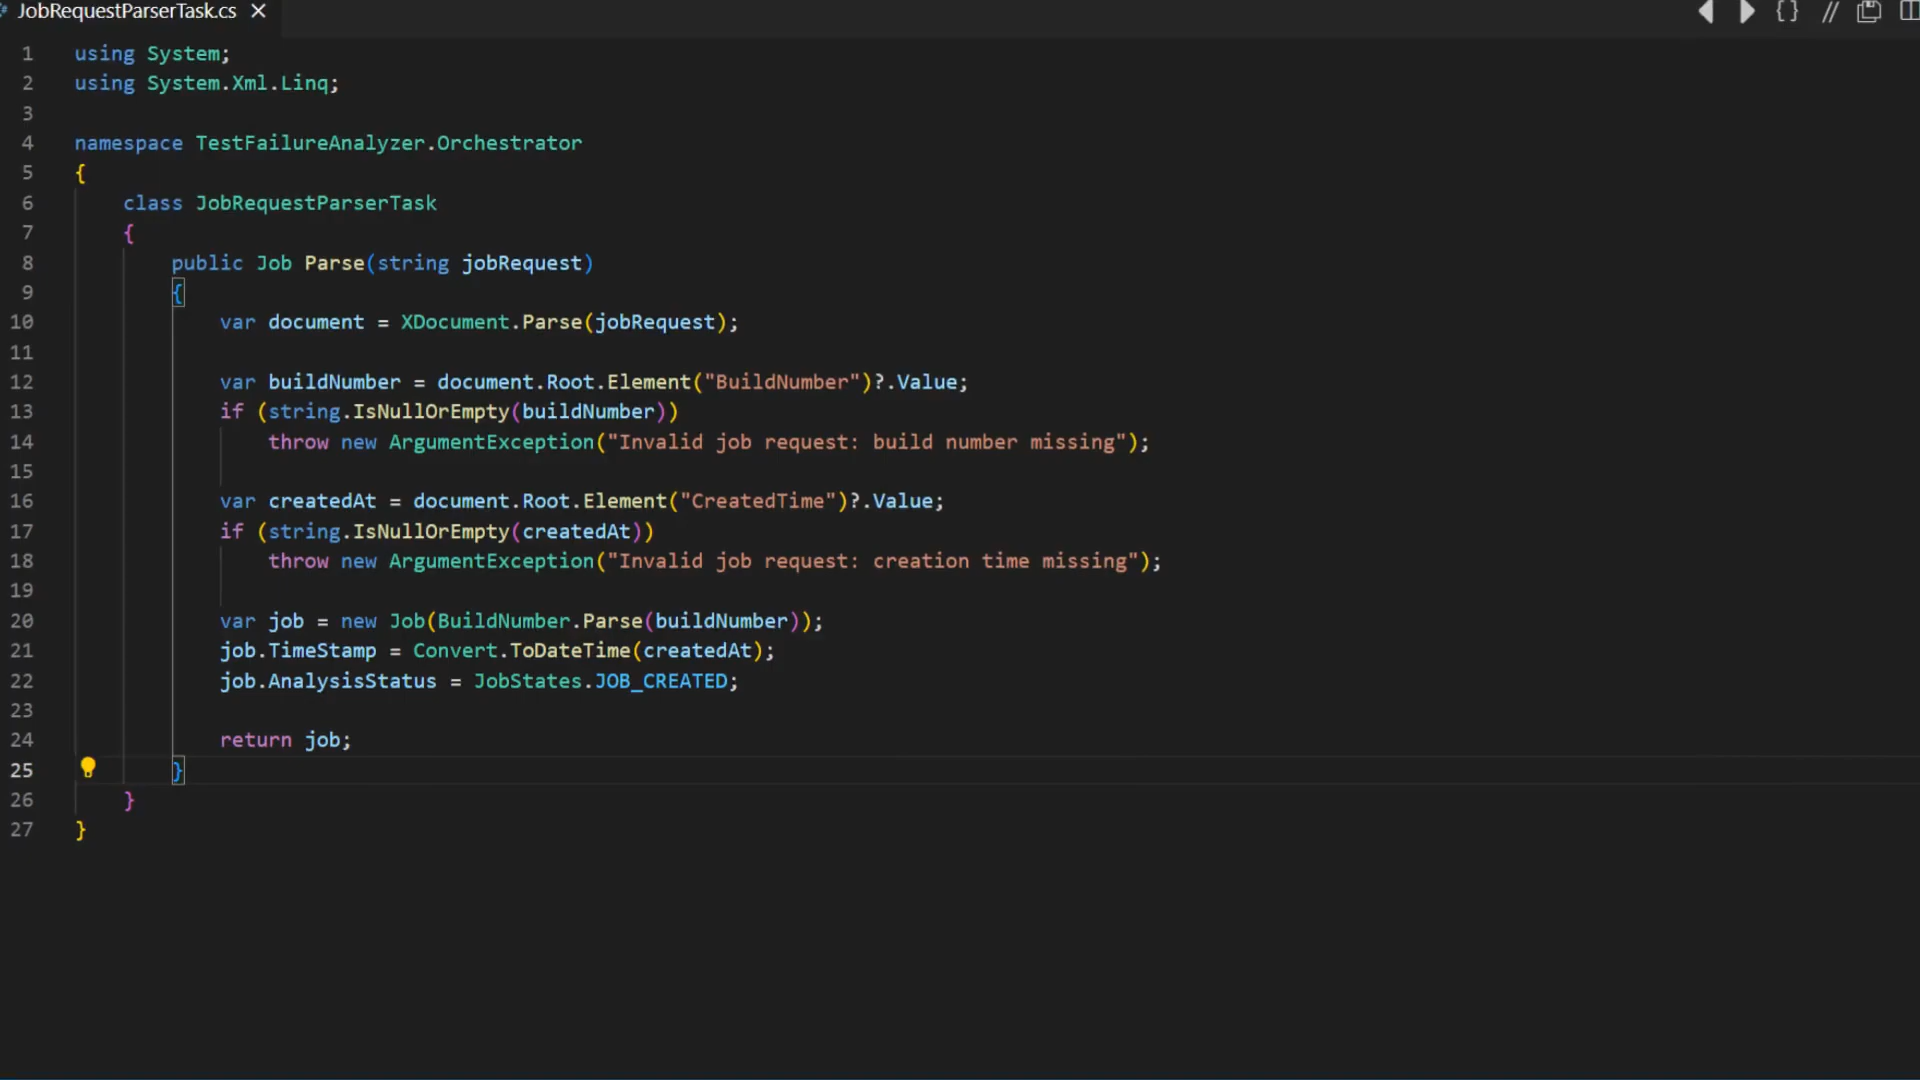 JobRequestParserTask.cs
1 using System;
2 using System.Xml.Linq;
3
4 namespace TestFailureAnalyzer.Orchestrator
5 {
6 class JobRequestParserTask
7 {
8 public Job Parse(string jobRequest)
9 {
10 var document = XDocument.Parse(jobRequest);
11
12 var buildNumber = document.Root.Element("BuildNumber")?.Value;
13 if (string.IsNullOrEmpty(buildNumber))
14 throw new ArgumentException("Invalid job request: build number missing");
15
16 var createdAt = document.Root.Element("CreatedTime")?.Value;
17 if (string.IsNullOrEmpty(createdAt))
18 throw new ArgumentException("Invalid job request: creation time missing");
19
20 var job = new Job(BuildNumber.Parse(buildNumber));
21 job.TimeStamp = Convert.ToDateTime(createdAt);
22 job.AnalysisStatus = JobStates.JOB_CREATED;
23
24 return job;
25 }
26 }
27 }